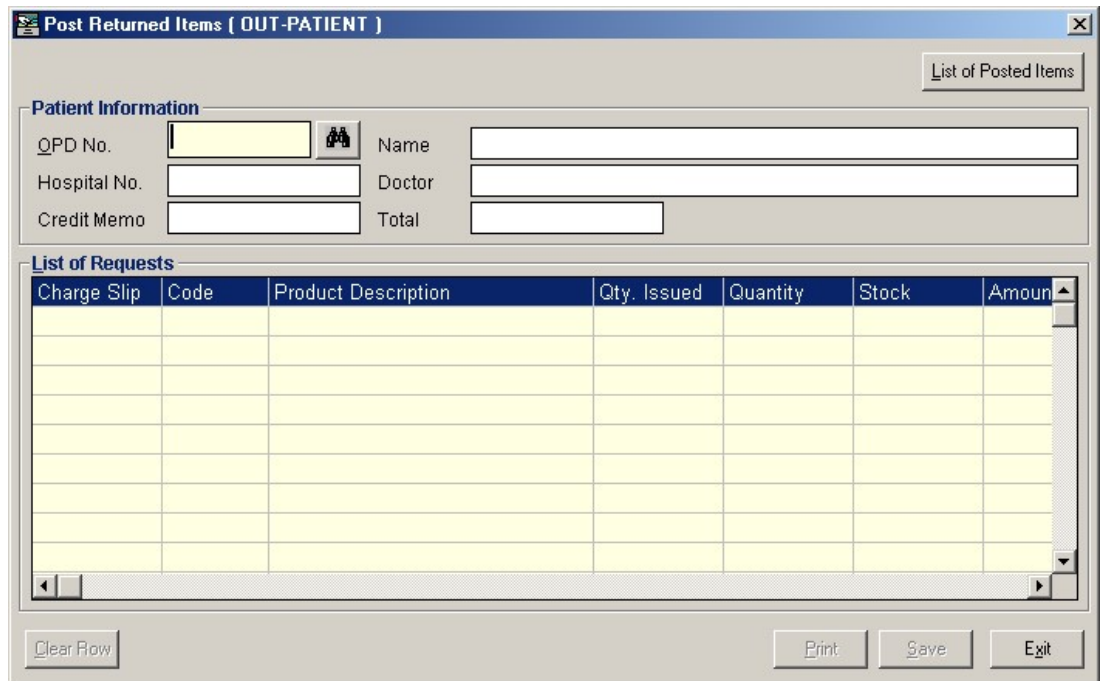 Post Returned Items ( OUT-PATIENT )
List of Posted Items
Patient Information
OPD No. Name
Hospital No. Doctor
Credit Memo Total
List of Requests
Charge Slip Code Product Description Qty. Issued Quantity Stock Amoun
Clear Row Print Save Exit